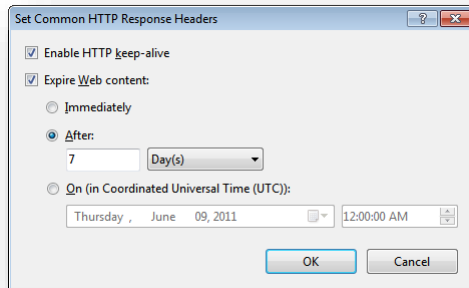 Set Common HTTP Response Headers
Enable HTTP keep-alive
Expire Web content:
Immediately
After:
7 Day(s)
On (in Coordinated Universal Time (UTC)):
Thursday , June 09, 2011 12:00:00 AM
OK Cancel